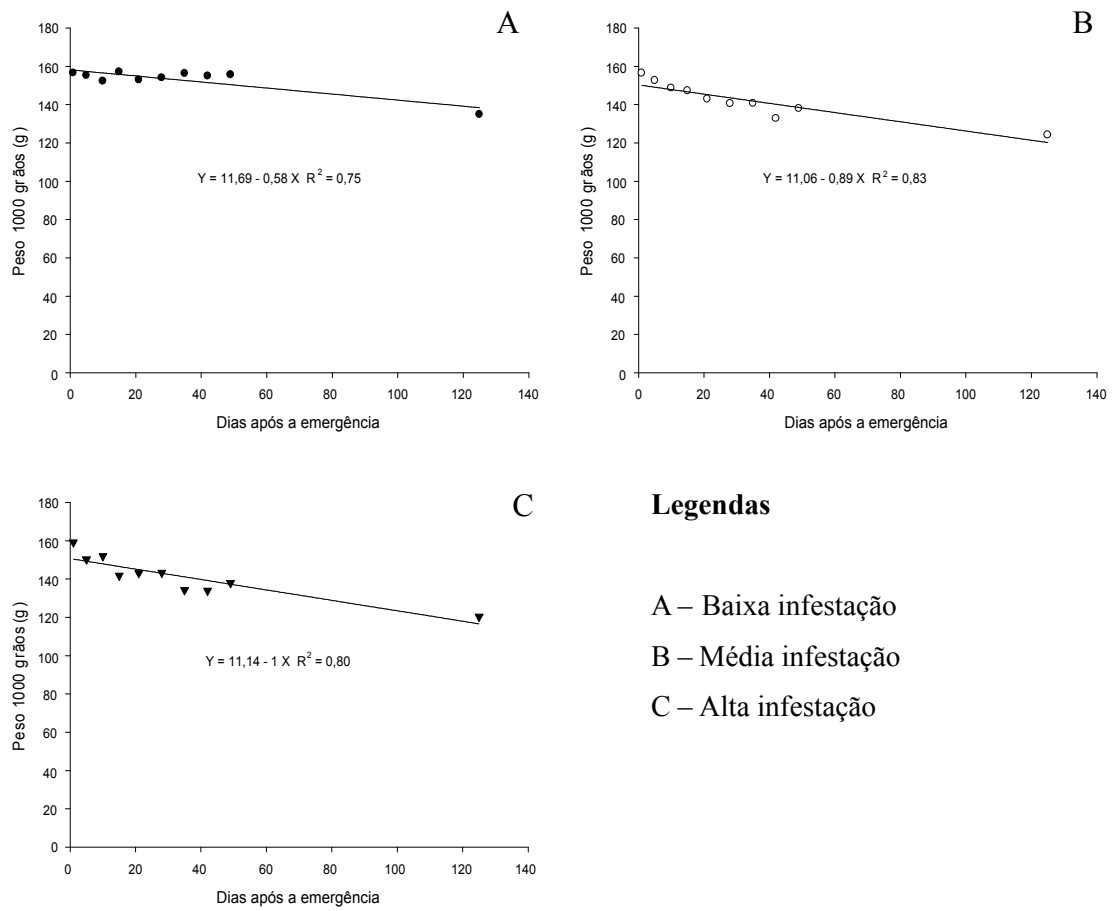 A
180
160
140
120
100
80
60
40
20
0
Peso 1000 grãos (g)
Y = 11,69 - 0,58 X R² = 0,75
0 20 40 60 80 100 120 140
Dias após a emergência
B
180
160
140
120
100
80
60
40
20
0
Peso 1000 grãos (g)
Y = 11,06 - 0,89 X R² = 0,83
0 20 40 60 80 100 120 140
Dias após a emergência
C
180
160
140
120
100
80
60
40
20
0
Peso 1000 grãos (g)
Y = 11,14 - 1 X R² = 0,80
0 20 40 60 80 100 120 140
Dias após a emergência
Legendas
A – Baixa infestação
B – Média infestação
C – Alta infestação